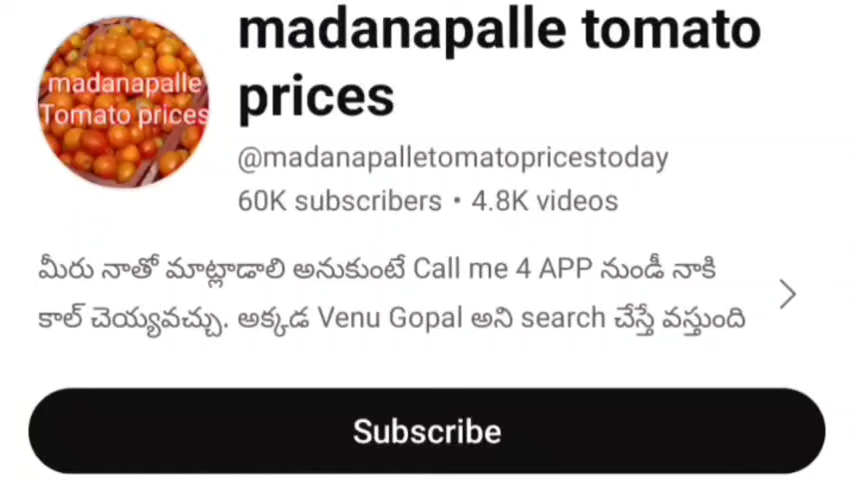 madanapalle tomato
prices
madanapalle
Tomato prices
@madanapalletomatopricestoday
60K subscribers • 4.8K videos
మీరు నాతో మాట్లాడాలి అనుకుంటే Call me 4 APP నుండీ నాకి
కాల్ చెయ్యవచ్చు. అక్కడ Venu Gopal అని search చేస్తే వస్తుంది
Subscribe